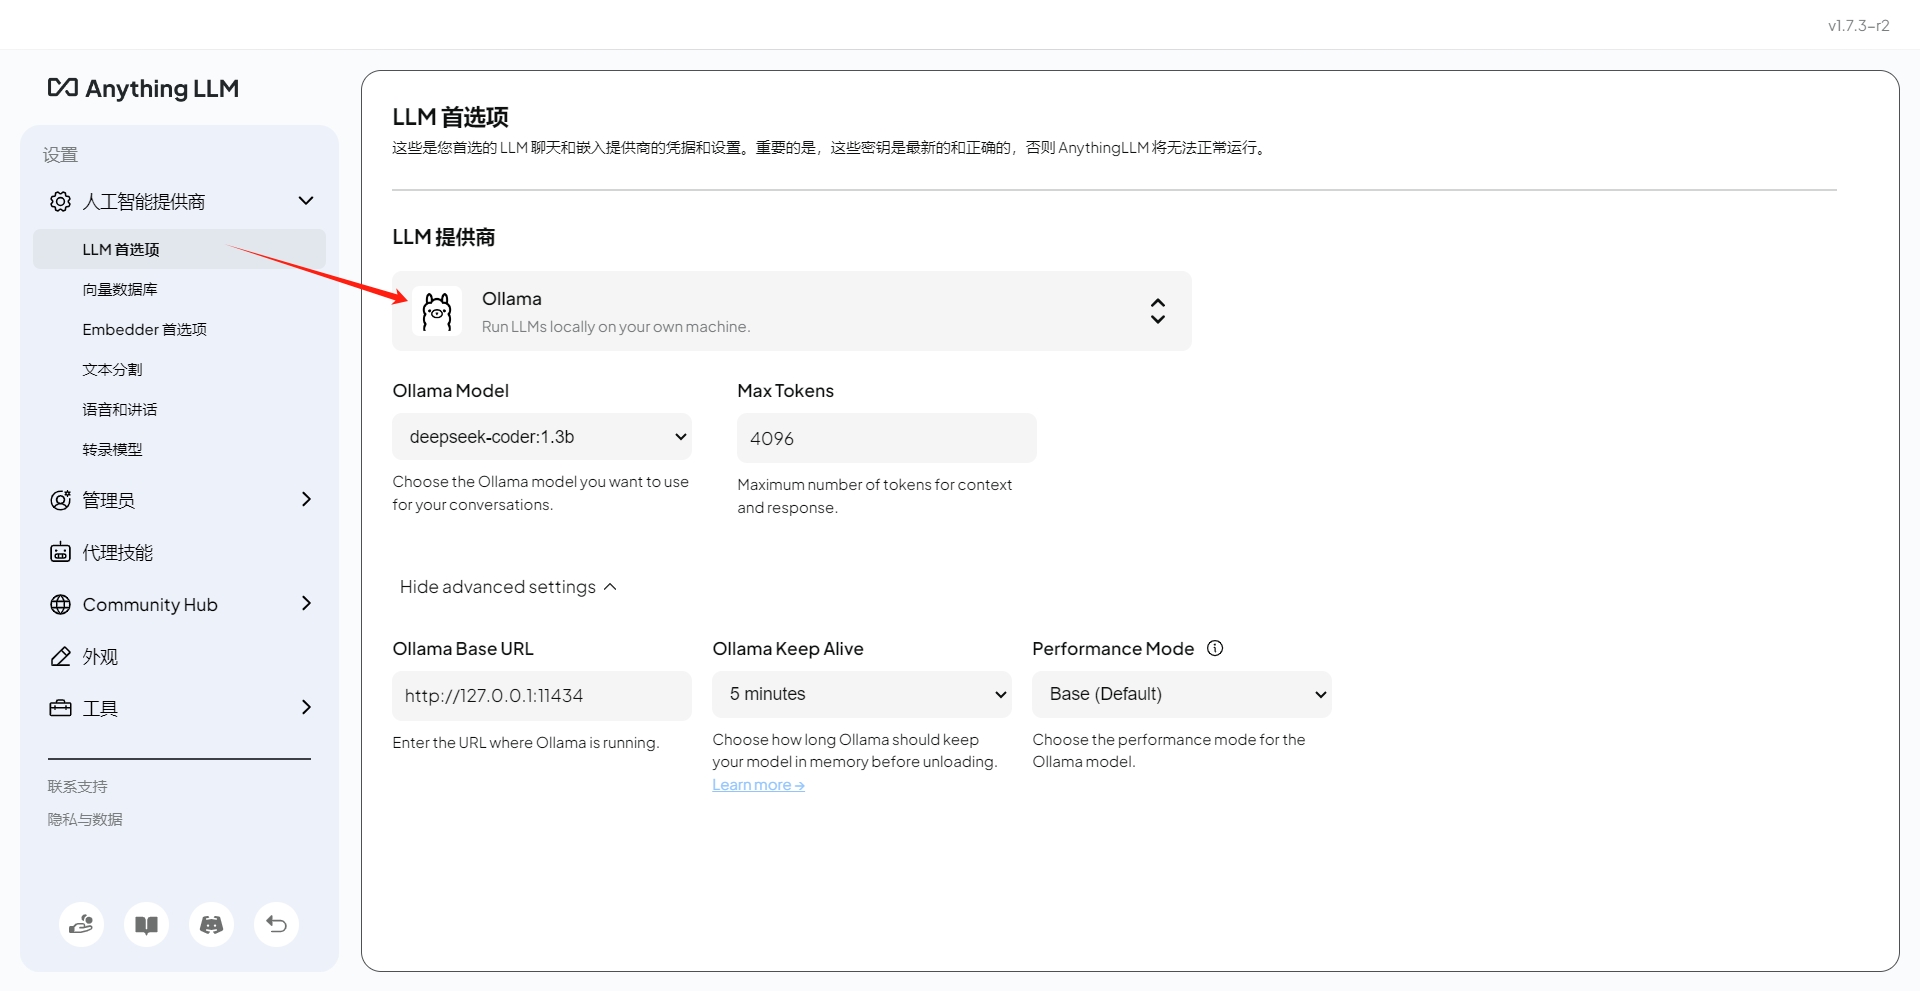 v1.7.3-r2
Anything LLM
设置
人工智能提供商
LLM 首选项
向量数据库
Embedder 首选项
文本分割
语音和讲话
转录模型
管理员
代理技能
Community Hub
外观
工具
联系支持
隐私与数据
LLM 首选项
这些是您首选的 LLM 聊天和嵌入提供商的凭据和设置。重要的是，这些密钥是最新的和正确的，否则 AnythingLLM 将无法正常运行。
LLM 提供商
Ollama
Run LLMs locally on your own machine.
Ollama Model
deepseek-coder:1.3b
Choose the Ollama model you want to use
for your conversations.
Max Tokens
4096
Maximum number of tokens for context
and response.
Hide advanced settings
Ollama Base URL
http://127.0.0.1:11434
Enter the URL where Ollama is running.
Ollama Keep Alive
5 minutes
Choose how long Ollama should keep
your model in memory before unloading.
Learn more →
Performance Mode
Base (Default)
Choose the performance mode for the
Ollama model.